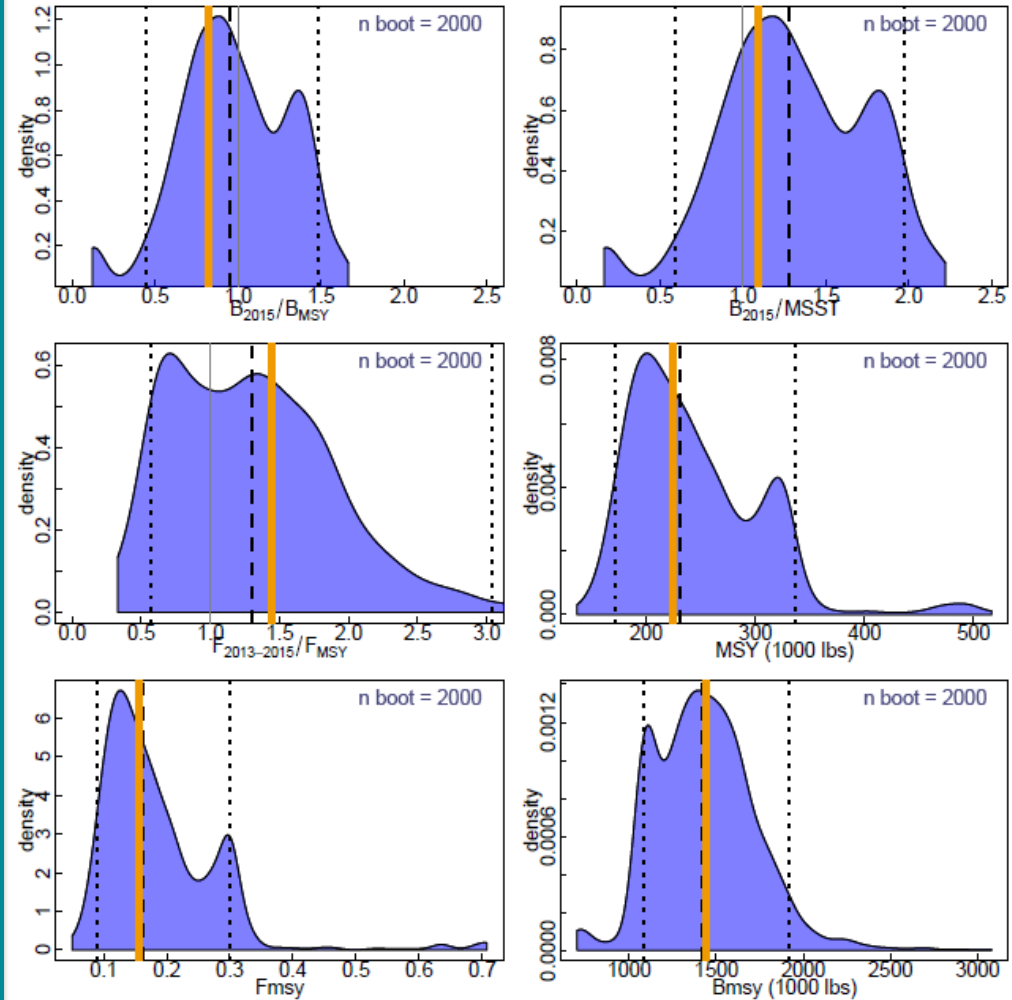 n boot = 2000
density
0.2 0.4 0.6 0.8 1.0 1.2
0.0 0.5 1.0 1.5 2.0 2.5
B2015/BMSY
n boot = 2000
density
0.2 0.4 0.6 0.8
0.0 0.5 1.0 1.5 2.0 2.5
B2015/MSST
n boot = 2000
density
0.0 0.2 0.4 0.6
0.0 0.5 1.0 1.5 2.0 2.5 3.0
F2013–2015/FMSY
n boot = 2000
density
0.000 0.004 0.008
200 300 400 500
MSY (1000 lbs)
n boot = 2000
density
0 1 2 3 4 5 6
0.1 0.2 0.3 0.4 0.5 0.6 0.7
Fmsy
n boot = 2000
density
0.0000 0.0006 0.0012
1000 1500 2000 2500 3000
Bmsy (1000 lbs)